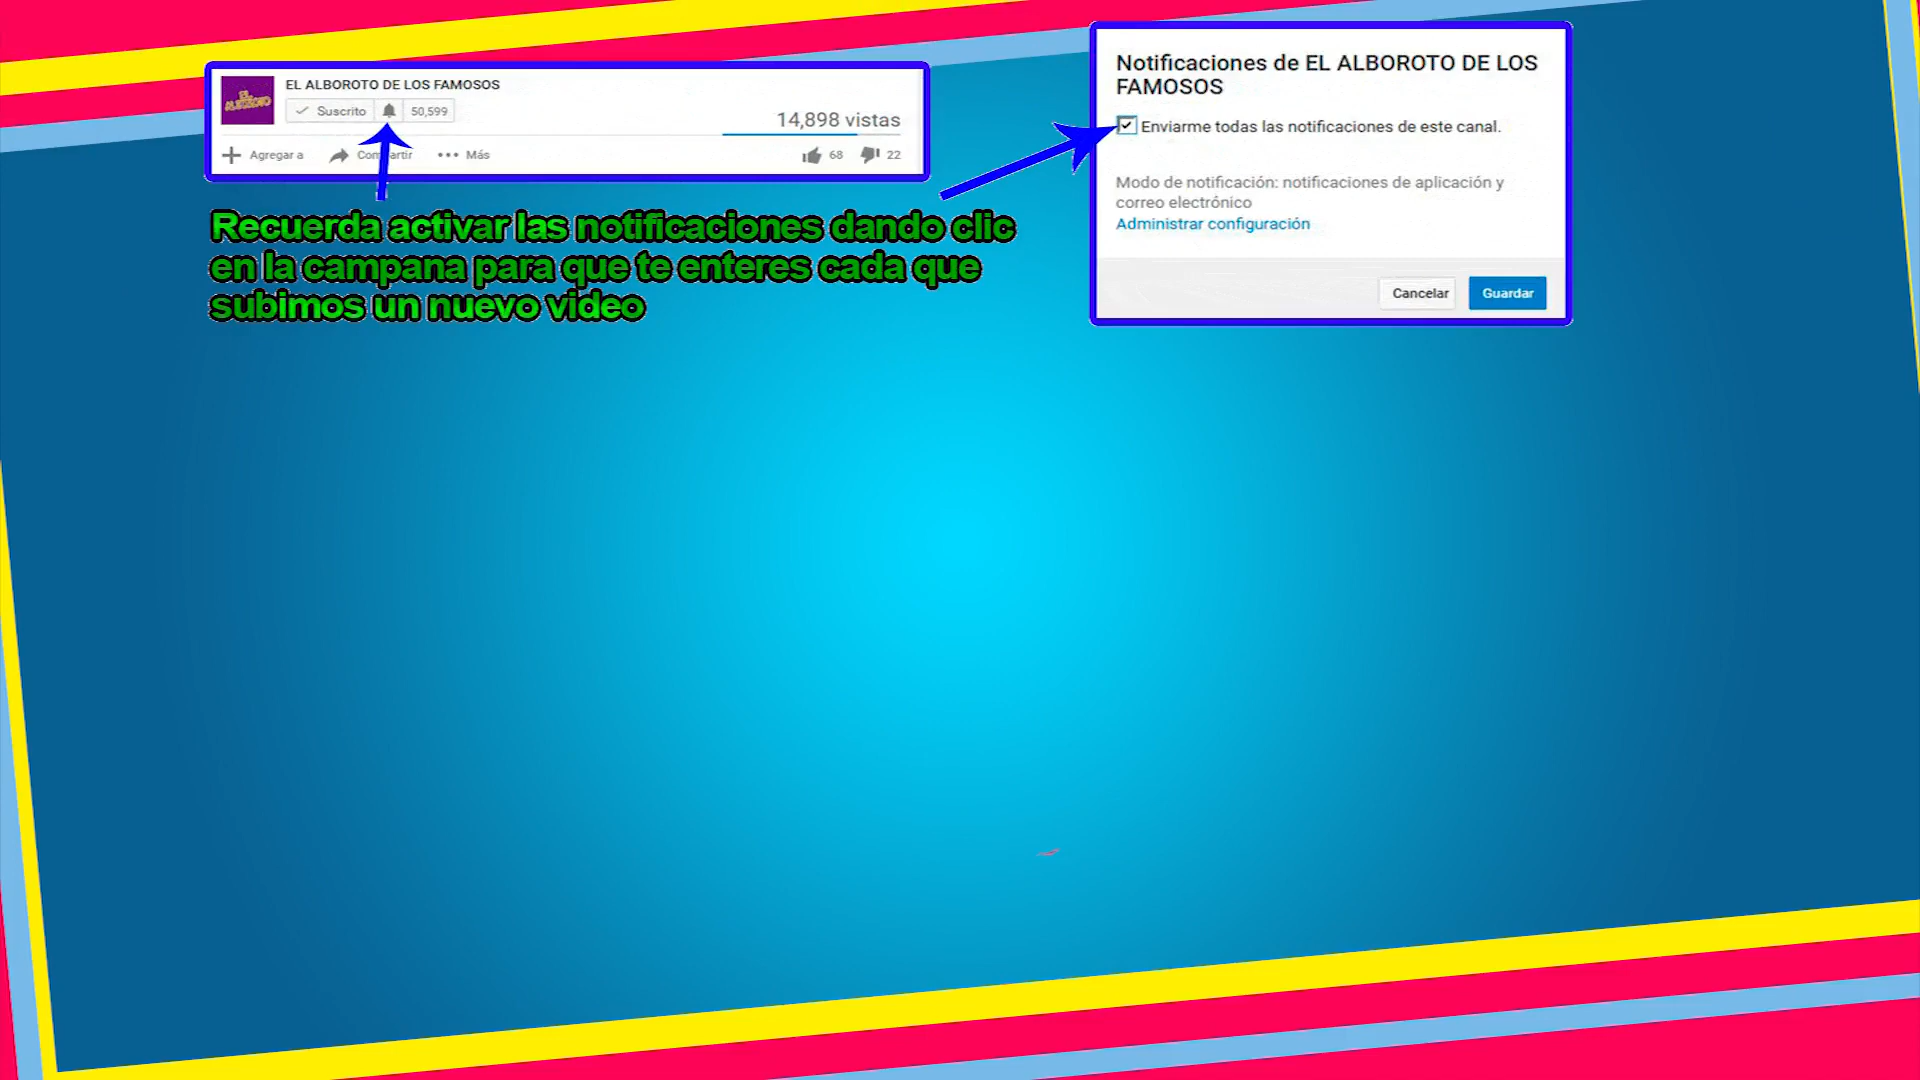 EL ALBOROTO DE LOS FAMOSOS
EL ALBOROTO
Suscrito 50,599
14,898 vistas
Agregar a Compartir Más 68 22
Recuerda activar las notificaciones dando clic
en la campana para que te enteres cada que
subimos un nuevo video
Notificaciones de EL ALBOROTO DE LOS
FAMOSOS
Enviarme todas las notificaciones de este canal.
Modo de notificación: notificaciones de aplicación y
correo electrónico
Administrar configuración
Cancelar Guardar